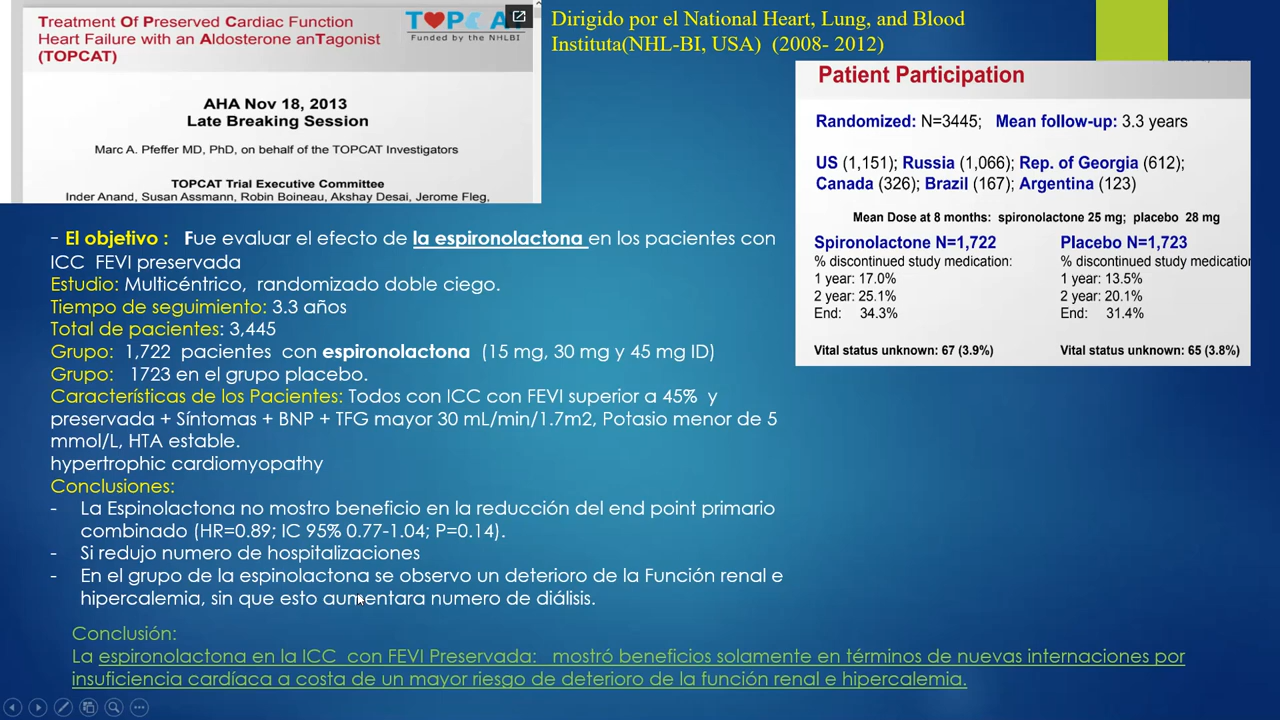 Treatment Of Preserved Cardiac Function
Heart Failure with an Aldosterone anTagonist
(TOPCAT)
TOPCAT
Funded by the NHLBI
AHA Nov 18, 2013
Late Breaking Session
Marc A. Pfeffer MD, PhD, on behalf of the TOPCAT Investigators
TOPCAT Trial Executive Committee
Inder Anand, Susan Assmann, Robin Boineau, Akshay Desai, Jerome Fleg,
Dirigido por el National Heart, Lung, and Blood
Instituta(NHL-BI, USA) (2008- 2012)
Patient Participation
Randomized: N=3445; Mean follow-up: 3.3 years
US (1,151); Russia (1,066); Rep. of Georgia (612);
Canada (326); Brazil (167); Argentina (123)
Mean Dose at 8 months: spironolactone 25 mg; placebo 28 mg
Spironolactone N=1,722
% discontinued study medication:
1 year: 17.0%
2 year: 25.1%
End: 34.3%
Vital status unknown: 67 (3.9%)
Placebo N=1,723
% discontinued study medication
1 year: 13.5%
2 year: 20.1%
End: 31.4%
Vital status unknown: 65 (3.8%)
- El objetivo : Fue evaluar el efecto de la espironolactona en los pacientes con
ICC FEVI preservada
Estudio: Multicéntrico, randomizado doble ciego.
Tiempo de seguimiento: 3.3 años
Total de pacientes: 3,445
Grupo: 1,722 pacientes con espironolactona (15 mg, 30 mg y 45 mg ID)
Grupo: 1723 en el grupo placebo.
Características de los Pacientes: Todos con ICC con FEVI superior a 45% y
preservada + Síntomas + BNP + TFG mayor 30 mL/min/1.7m2, Potasio menor de 5
mmol/L, HTA estable.
hypertrophic cardiomyopathy
Conclusiones:
- La Espinolactona no mostro beneficio en la reducción del end point primario
combinado (HR=0.89; IC 95% 0.77-1.04; P=0.14).
- Si redujo numero de hospitalizaciones
- En el grupo de la espinolactona se observo un deterioro de la Función renal e
hipercalemia, sin que esto aumentara numero de diálisis.
Conclusión:
La espironolactona en la ICC con FEVI Preservada: mostró beneficios solamente en términos de nuevas internaciones por
insuficiencia cardíaca a costa de un mayor riesgo de deterioro de la función renal e hipercalemia.